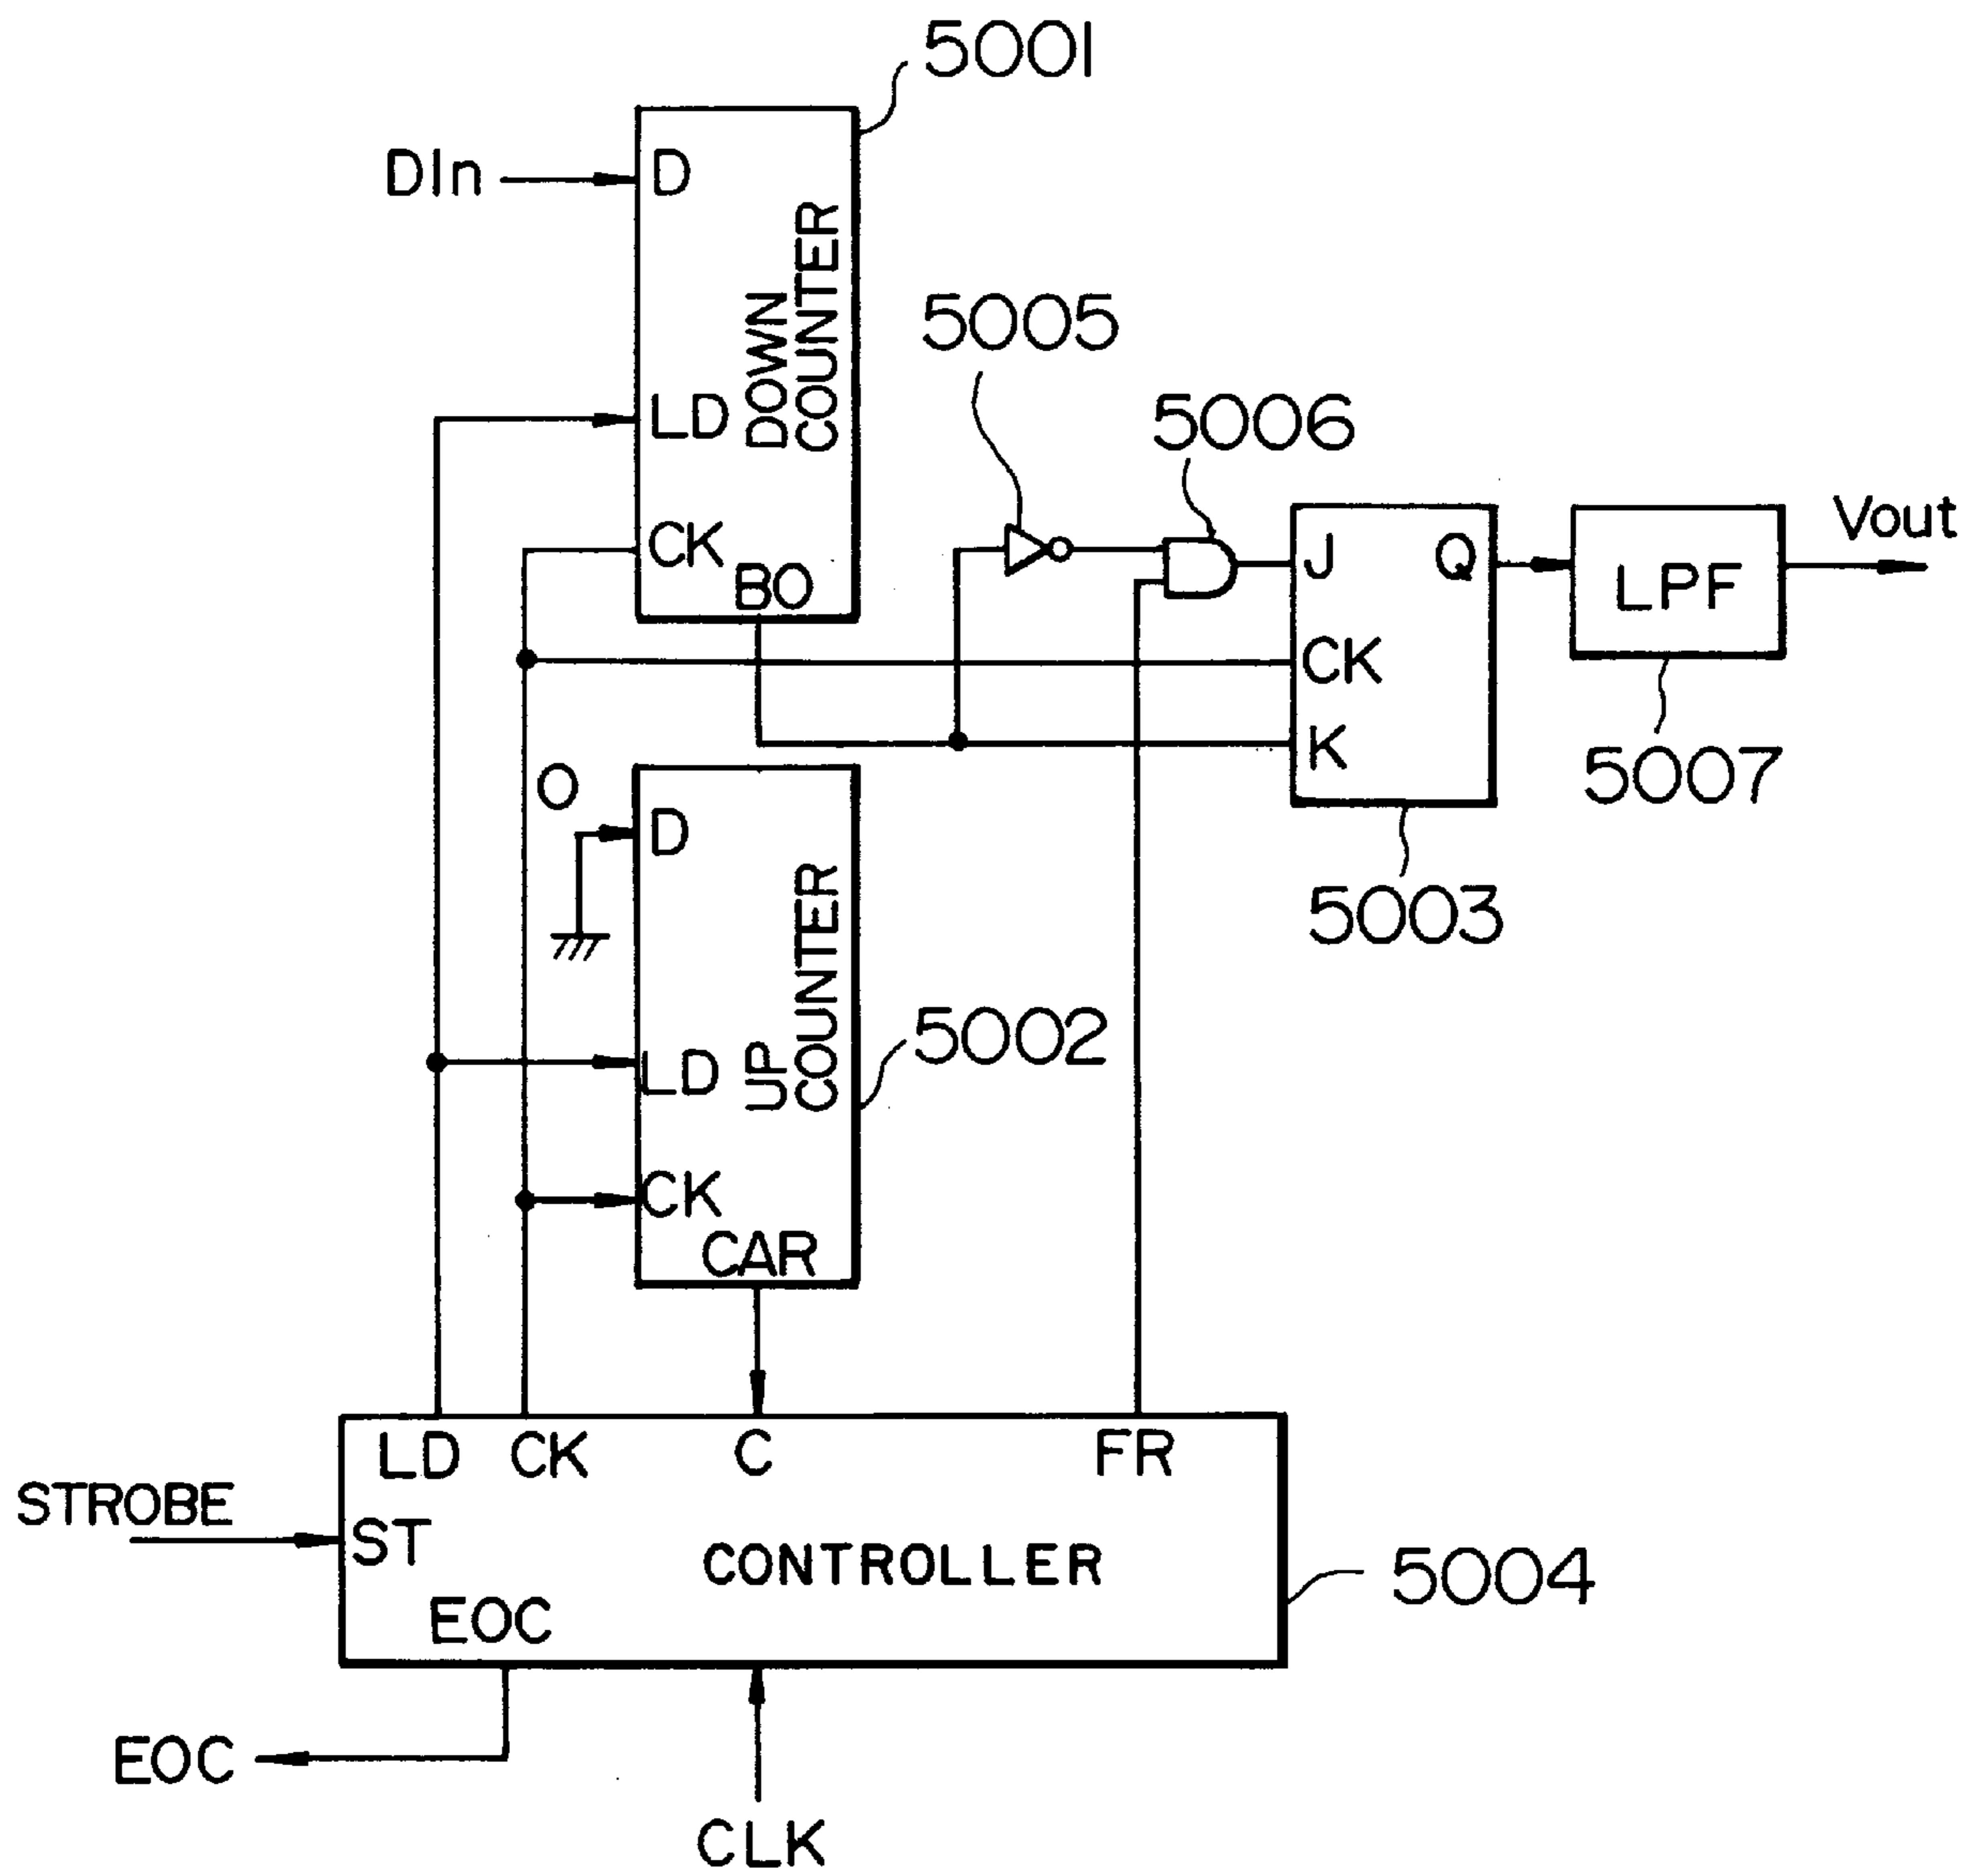 5001
DIn
D
DOWN
COUNTER
LD
CK
BO
5005
5006
J
Q
CK
K
LPF
Vout
5007
5003
O
D
UP
COUNTER
LD
CK
CAR
5002
LD
CK
C
FR
STROBE
ST
CONTROLLER
EOC
5004
EOC
CLK